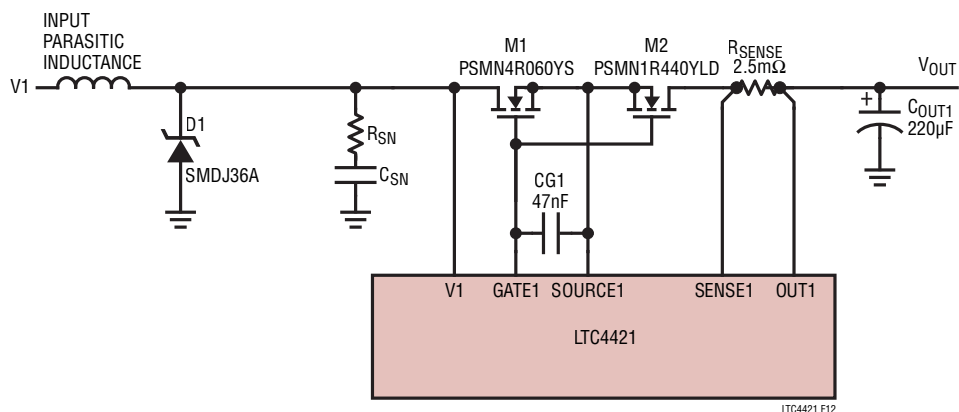 INPUT
PARASITIC
INDUCTANCE
V1
D1
SMDJ36A
RSN
CSN
M1
PSMN4R060YS
M2
PSMN1R440YLD
RSENSE
2.5mΩ
VOUT
+
COUT1
220µF
CG1
47nF
V1 GATE1 SOURCE1 SENSE1 OUT1
LTC4421
LTC4421 F12